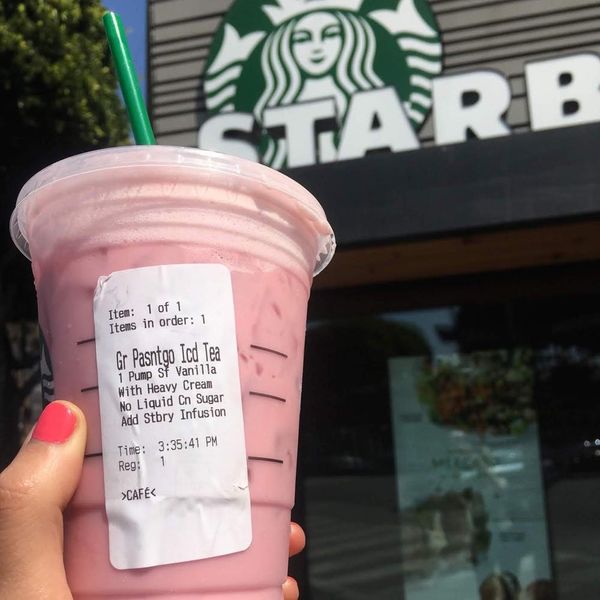 STARB
Item: 1 of 1
Items in order: 1
Gr Pasntgo Icd Tea
1 Pump Sf Vanilla
With Heavy Cream
No Liquid Cn Sugar
Add Stbry Infusion
Time: 3:35:41 PM
Reg: 1
>CAFÉ<